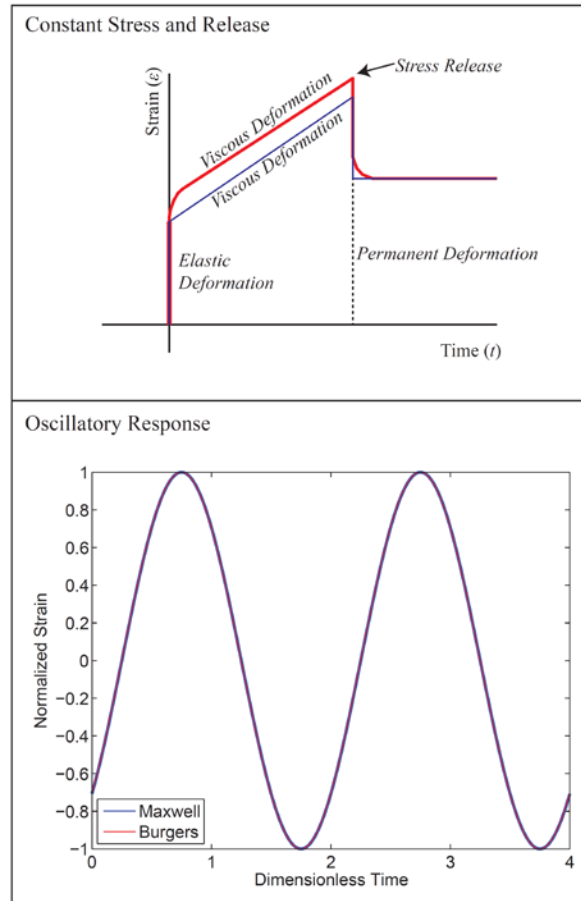 Constant Stress and Release
Strain (ε)
Stress Release
Viscous Deformation
Viscous Deformation
Elastic
Deformation
Permanent Deformation
Time (t)
Oscillatory Response
1
0.8
0.6
0.4
0.2
0
−0.2
−0.4
−0.6
−0.8
−1
Normalized Strain
Maxwell
Burgers
0
1
2
3
4
Dimensionless Time